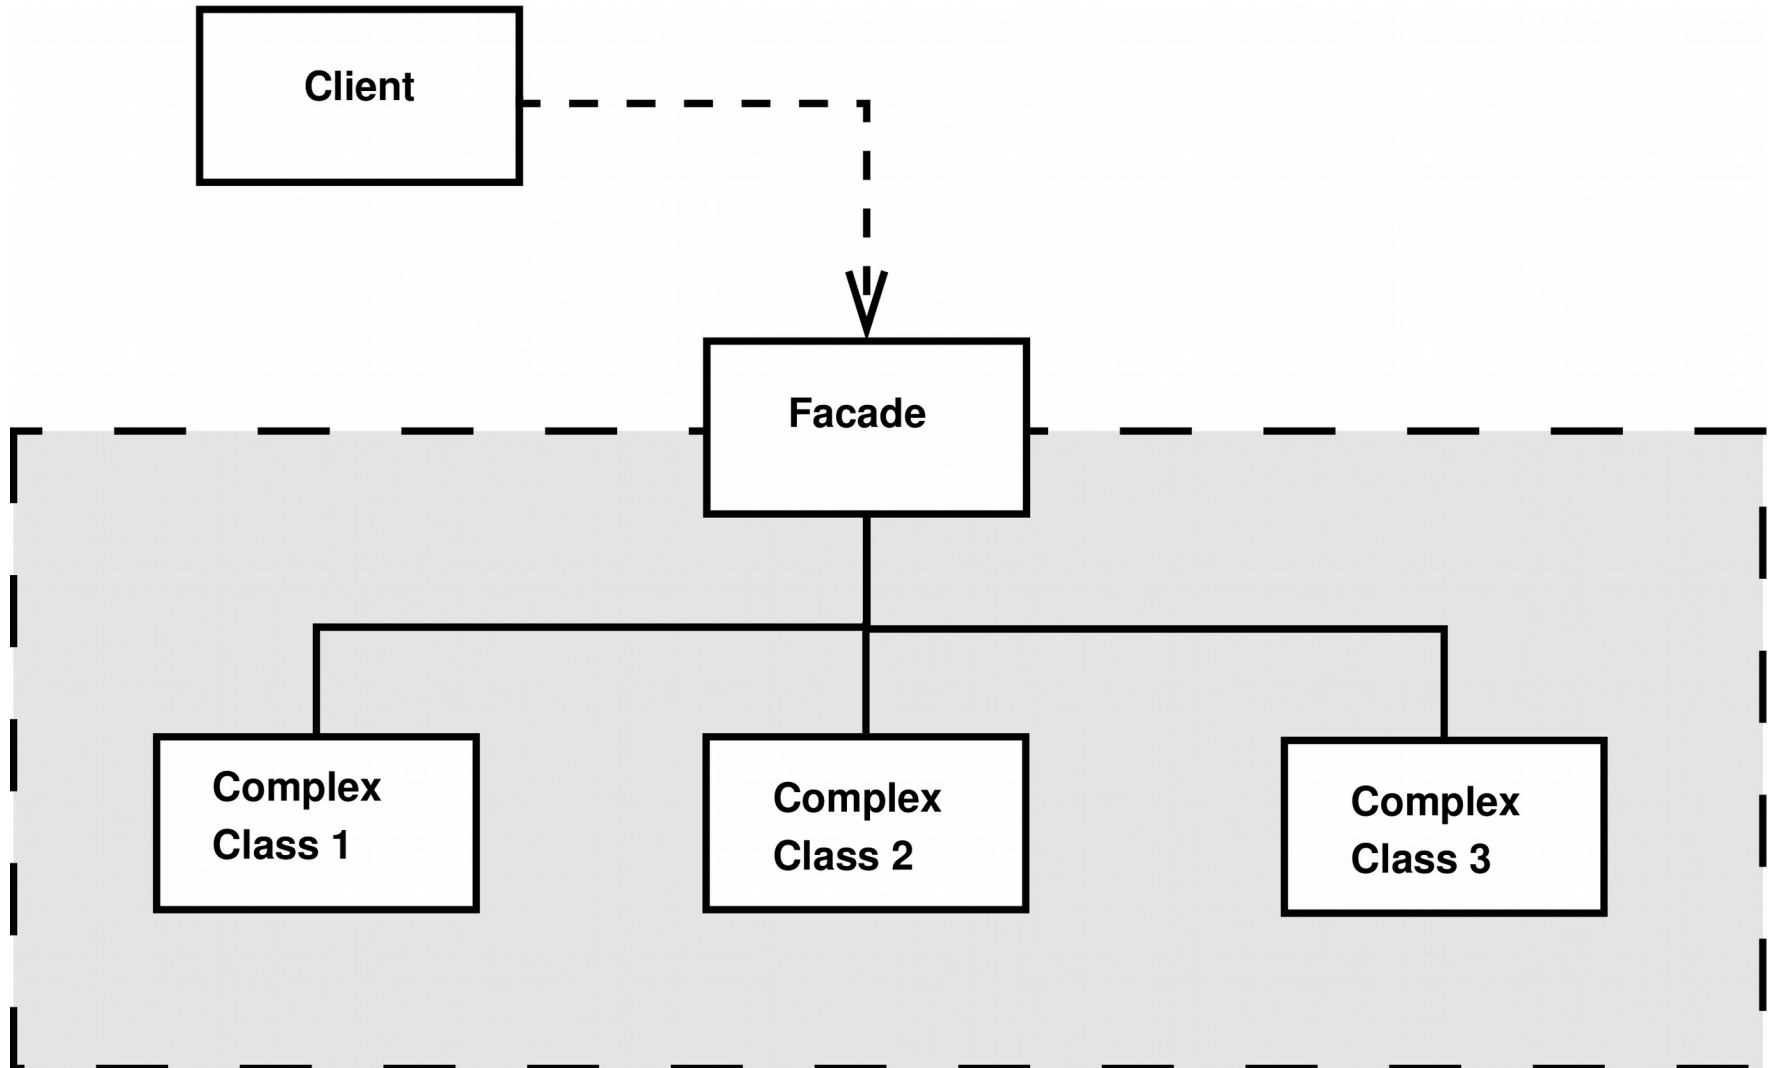 Client
Facade
Complex
Class 1
Complex
Class 2
Complex
Class 3